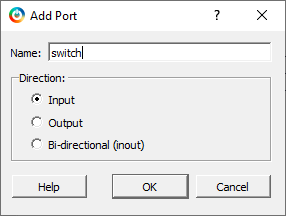 Add Port
?
Name: switch
Direction:
Input
Output
Bi-directional (inout)
Help OK Cancel